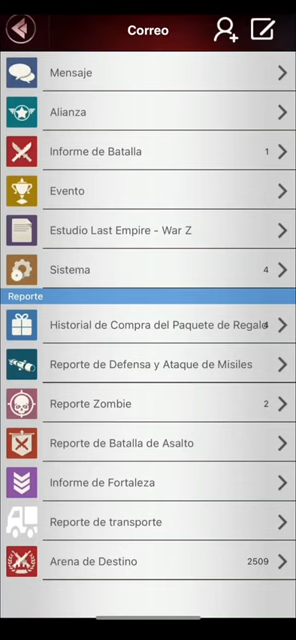 Correo
Mensaje
Alianza
Informe de Batalla 1
Evento
Estudio Last Empire - War Z
Sistema 4
Reporte
Historial de Compra del Paquete de Regalo 4
Reporte de Defensa y Ataque de Misiles
Reporte Zombie 2
Reporte de Batalla de Asalto
Informe de Fortaleza
Reporte de transporte
Arena de Destino 2509